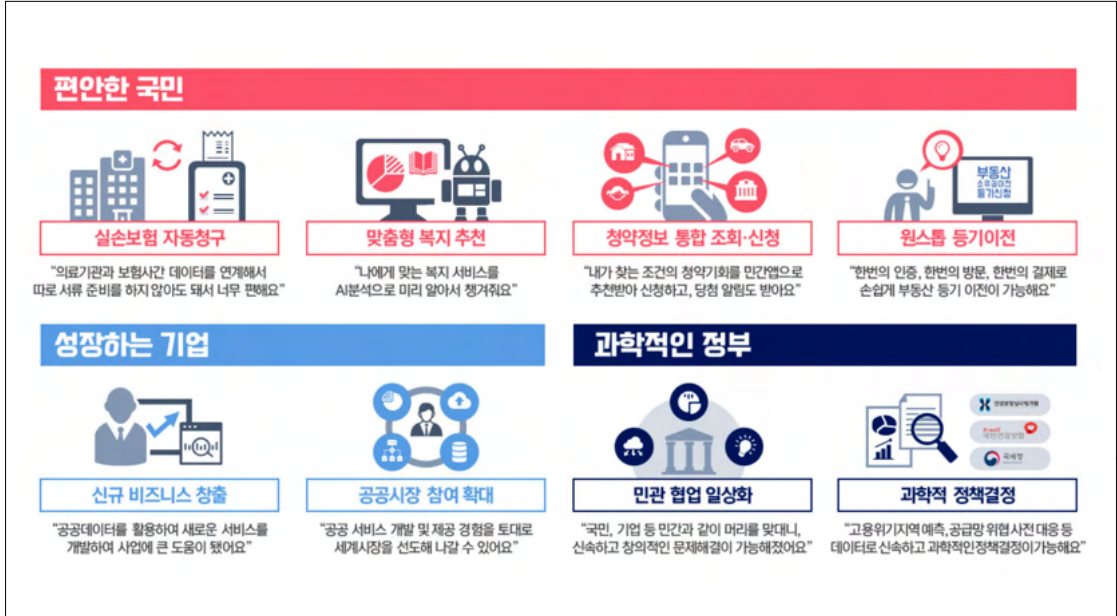 편안한 국민
부동산
소유권이전
등기신청
실손보험 자동청구
맞춤형 복지 추천
청약정보 통합 조회·신청
원스톱 등기이전
“의료기관과 보험사간 데이터를 연계해서
따로 서류 준비를 하지 않아도 돼서 너무 편해요”
“나에게 맞는 복지 서비스를
AI분석으로 미리 알아서 챙겨줘요”
“내가 찾는 조건의 청약기회를 민간앱으로
추천받아 신청하고, 당첨 알림도 받아요”
“한번의 인증, 한번의 방문, 한번의 결제로
손쉽게 부동산 등기 이전이 가능해요”
성장하는 기업
과학적인 정부
건강보험심사평가원
국민건강보험
국세청
신규 비즈니스 창출
공공시장 참여 확대
민관 협업 일상화
과학적 정책결정
“공공데이터를 활용하여 새로운 서비스를
개발하여 사업에 큰 도움이 됐어요”
“공공 서비스 개발 및 제공 경험을 토대로
세계시장을 선도해 나갈 수 있어요”
“국민, 기업 등 민간과 같이 머리를 맞대니,
신속하고 창의적인 문제해결이 가능해졌어요”
“고용위기지역 예측, 공급망 위협 사전 대응 등
데이터로 신속하고 과학적인 정책결정이 가능해요”